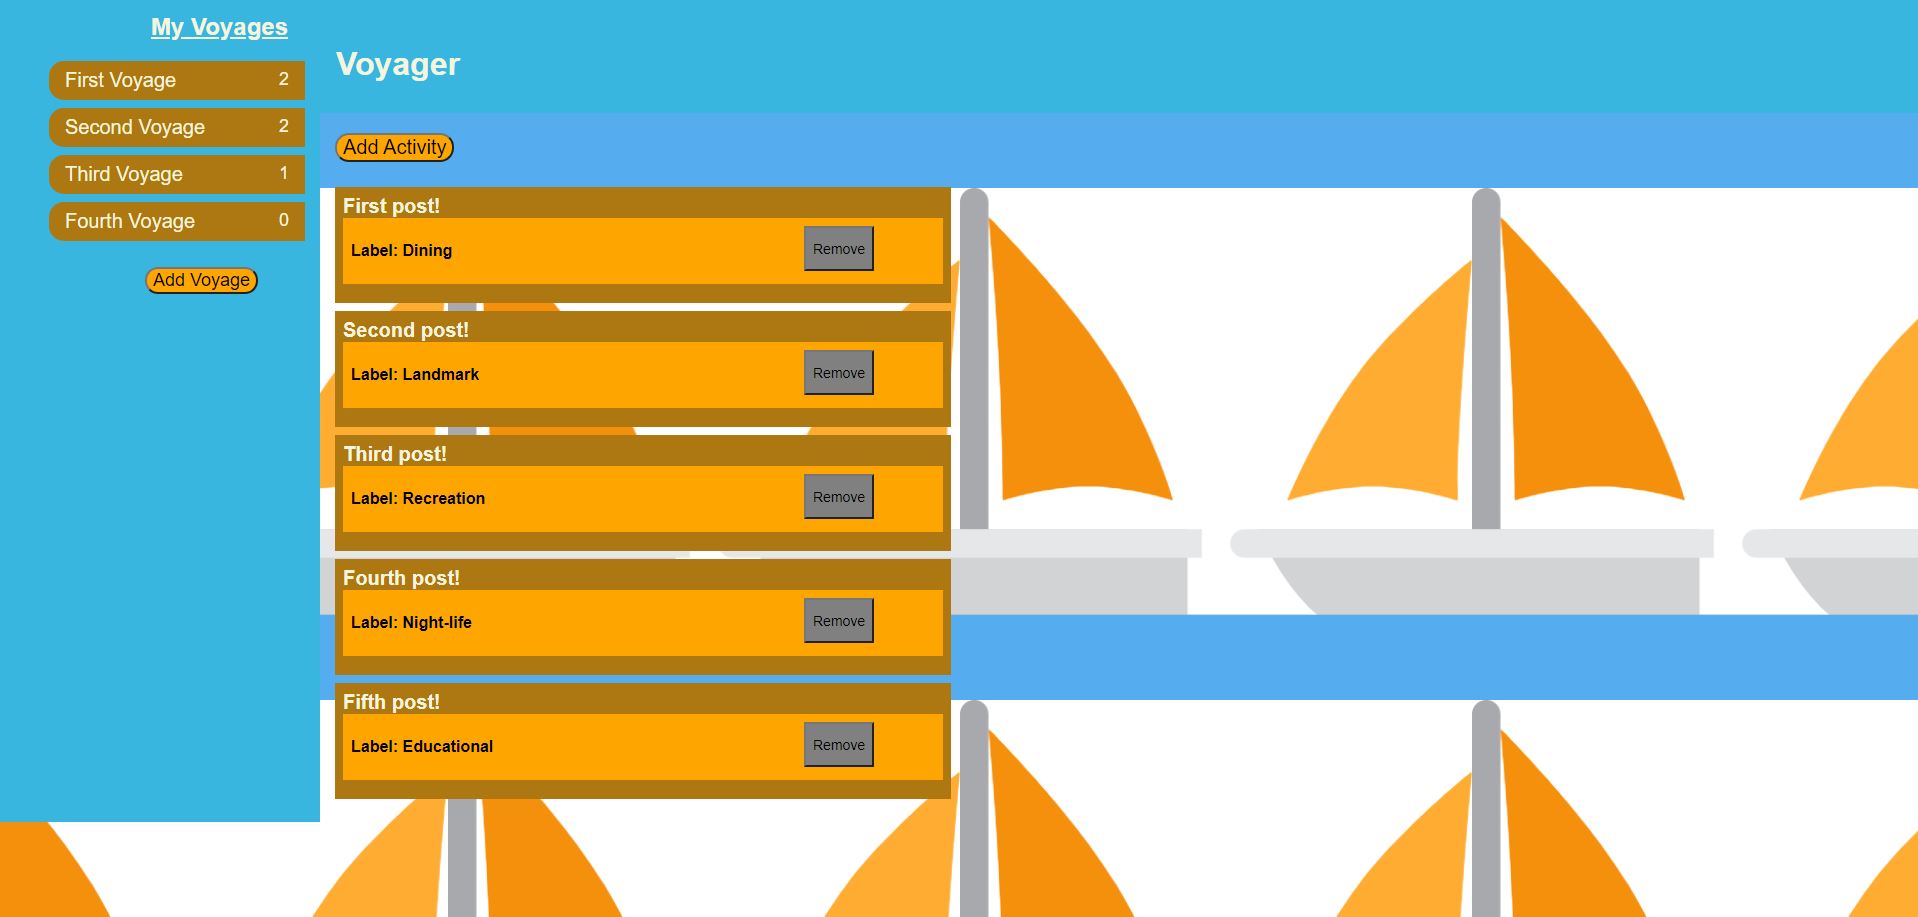 My Voyages
First Voyage 2
Second Voyage 2
Third Voyage 1
Fourth Voyage 0
Add Voyage
Voyager
Add Activity
First post!
Label: Dining Remove
Second post!
Label: Landmark Remove
Third post!
Label: Recreation Remove
Fourth post!
Label: Night-life Remove
Fifth post!
Label: Educational Remove